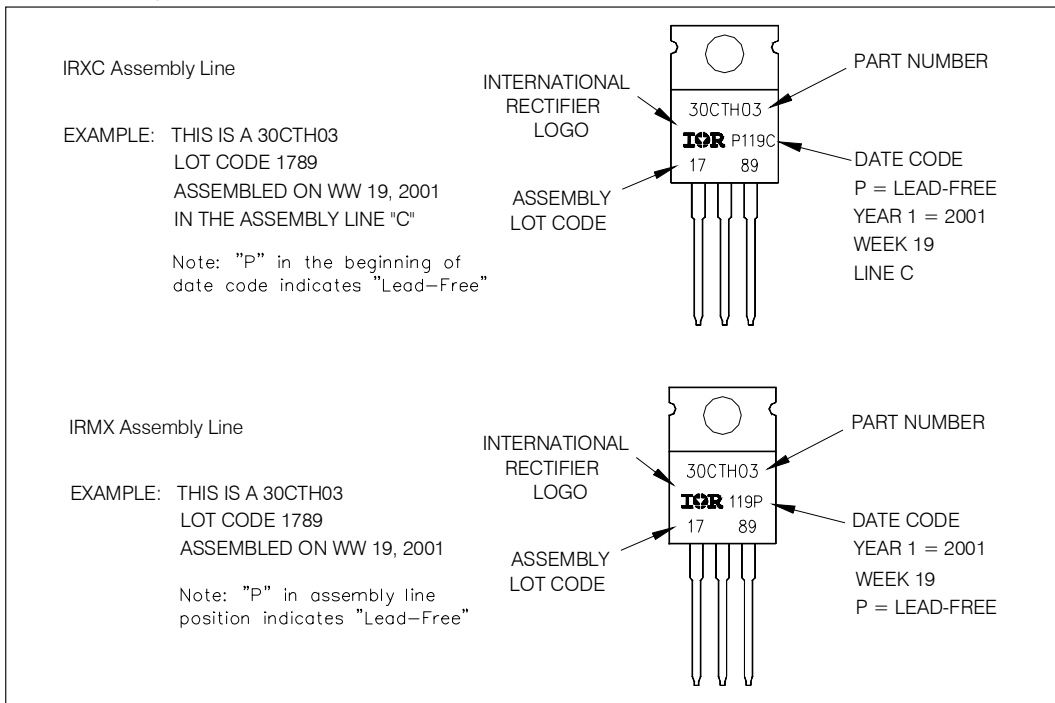 IRXC Assembly Line
EXAMPLE: THIS IS A 30CTH03
LOT CODE 1789
ASSEMBLED ON WW 19, 2001
IN THE ASSEMBLY LINE "C"
Note: "P" in the beginning of
date code indicates "Lead-Free"
INTERNATIONAL
RECTIFIER
LOGO
ASSEMBLY
LOT CODE
30CTH03
IOR P119C
17 89
PART NUMBER
DATE CODE
P = LEAD-FREE
YEAR 1 = 2001
WEEK 19
LINE C
IRMX Assembly Line
EXAMPLE: THIS IS A 30CTH03
LOT CODE 1789
ASSEMBLED ON WW 19, 2001
Note: "P" in assembly line
position indicates "Lead-Free"
INTERNATIONAL
RECTIFIER
LOGO
ASSEMBLY
LOT CODE
30CTH03
IOR 119P
17 89
PART NUMBER
DATE CODE
YEAR 1 = 2001
WEEK 19
P = LEAD-FREE